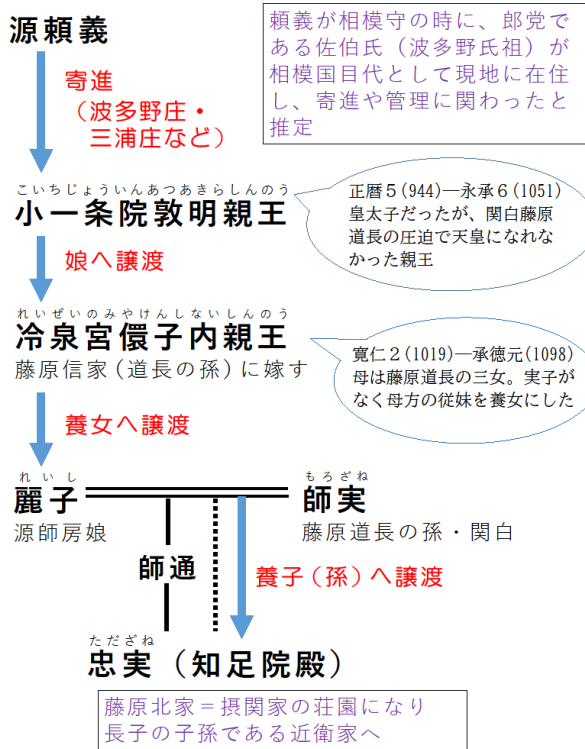 源頼義
頼義が相模守の時に、郎党
である佐伯氏（波多野氏祖）が
相模国目代として現地に在住
し、寄進や管理に関わったと
推定
寄進
（波多野庄・
三浦庄など）
こいちじょういんあつあきらしんのう
小一条院敦明親王
正暦５(944)―永承６(1051)
皇太子だったが、関白藤原
道長の圧迫で天皇になれな
かった親王
娘へ譲渡
れいぜいのみやけんしないしんのう
冷泉宮儇子内親王
藤原信家（道長の孫）に嫁す
寛仁２(1019)―承徳元(1098)
母は藤原道長の三女。実子が
なく母方の従妹を養女にした
養女へ譲渡
れいし
麗子
源師房娘
もろざね
師実
藤原道長の孫・関白
師通
養子（孫）へ譲渡
ただざね
忠実（知足院殿）
藤原北家＝摂関家の荘園になり
長子の子孫である近衛家へ